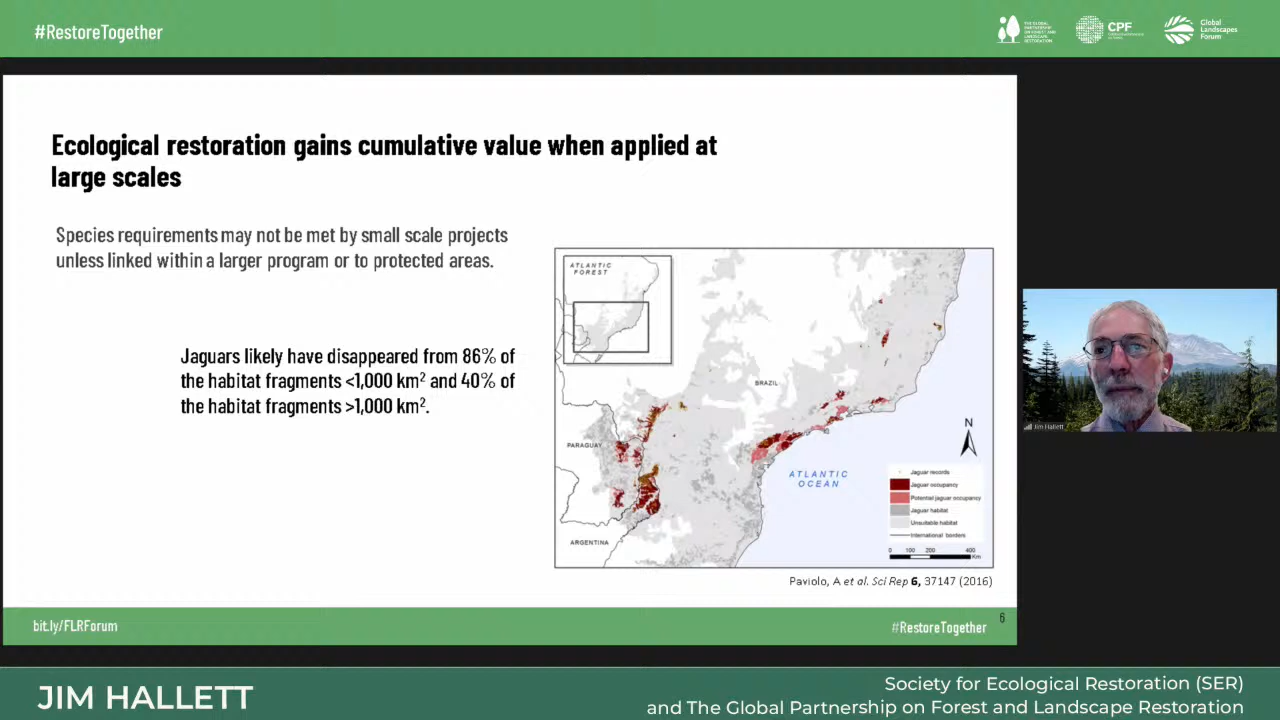 #RestoreTogether
THE GLOBAL
PARTNERSHIP
ON FOREST AND
LANDSCAPE
RESTORATION
CPF
Global
Landscapes
Forum
Ecological restoration gains cumulative value when applied at
large scales
Species requirements may not be met by small scale projects
unless linked within a larger program or to protected areas.
Jaguars likely have disappeared from 86% of
the habitat fragments <1,000 km² and 40% of
the habitat fragments >1,000 km².
ATLANTIC
FOREST
BRAZIL
PARAGUAY
ARGENTINA
ATLANTIC
OCEAN
N
Jaguar records
Jaguar occupancy
Potential jaguar occupancy
Jaguar habitat
Unsuitable habitat
International borders
0 100 200 400
Km
Paviolo, A et al. Sci Rep 6, 37147 (2016)
Jim Hallett
6
bit.ly/FLRForum
#RestoreTogether
JIM HALLETT
Society for Ecological Restoration (SER)
and The Global Partnership on Forest and Landscape Restoration